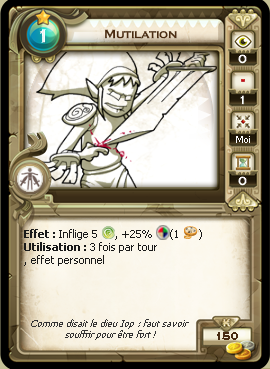 1
MUTILATION
0
1
Moi
0
Effet : Inflige 5 , +25% (1 )
Utilisation : 3 fois par tour
, effet personnel
Comme disait le dieu Iop : faut savoir
souffrir pour être fort !
K
150